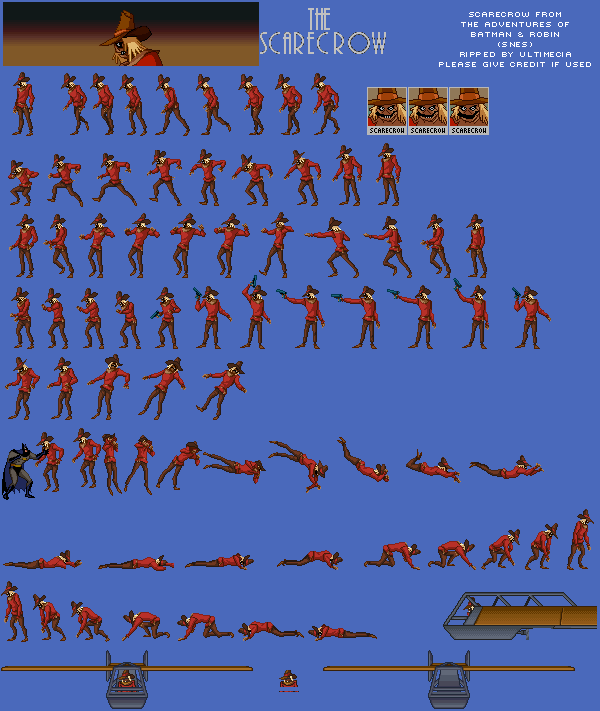 THE
SCARECROW
SCARECROW FROM
THE ADVENTURES OF
BATMAN & ROBIN
(SNES)
RIPPED BY ULTIMECIA
PLEASE GIVE CREDIT IF USED
SCARECROW SCARECROW SCARECROW